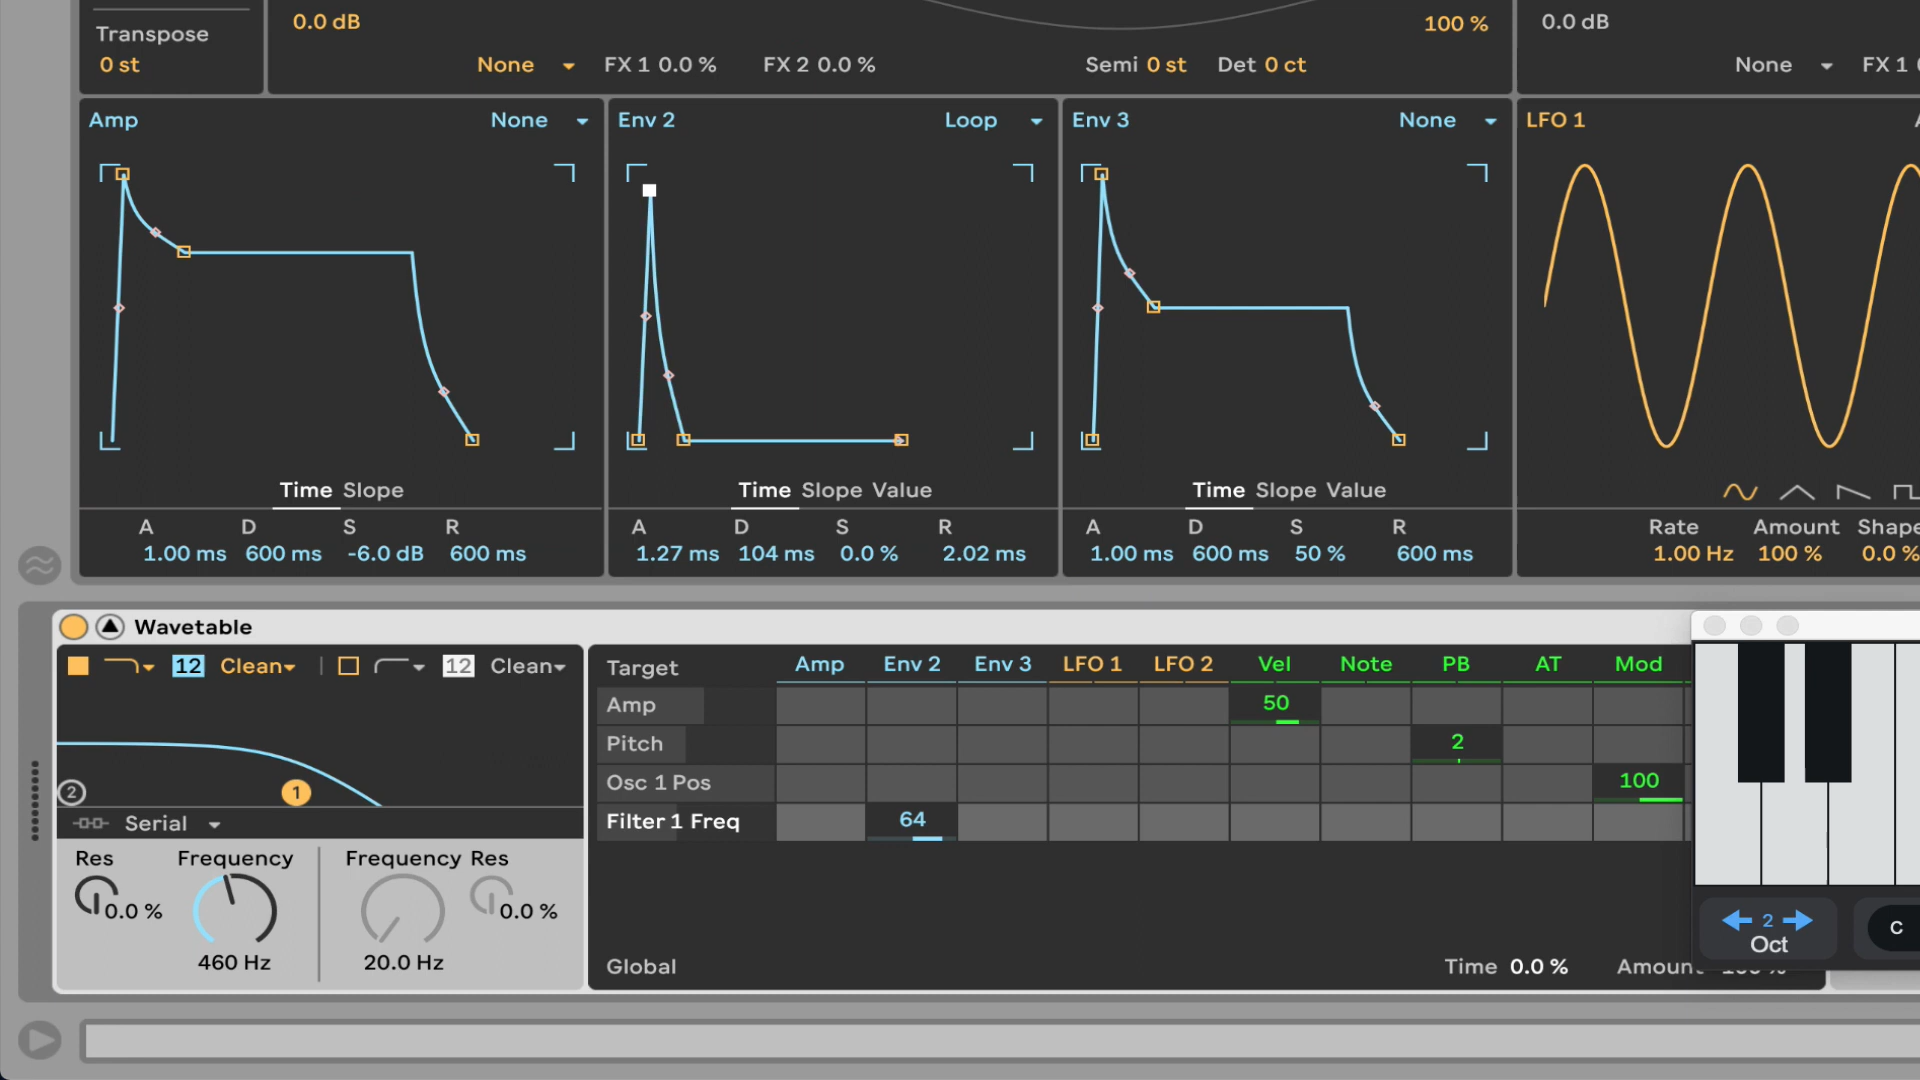 0.0 dB 100 % 0.0 dB
Transpose
0 st
None FX 1 0.0 % FX 2 0.0 % Semi 0 st Det 0 ct None FX 1
Amp None Env 2 Loop Env 3 None LFO 1
Time Slope Time Slope Value Time Slope Value
A D S R A D S R A D S R Rate Amount Shape
1.00 ms 600 ms -6.0 dB 600 ms 1.27 ms 104 ms 0.0 % 2.02 ms 1.00 ms 600 ms 50 % 600 ms 1.00 Hz 100 % 0.0 %
Wavetable
12 Clean 12 Clean
Target Amp Env 2 Env 3 LFO 1 LFO 2 Vel Note PB AT Mod
Amp 50
Pitch 2
Osc 1 Pos 100
Filter 1 Freq 64
2 1
Serial
Res Frequency Frequency Res
0.0 % 0.0 %
460 Hz 20.0 Hz
Global Time 0.0 % Amount
2 C
Oct